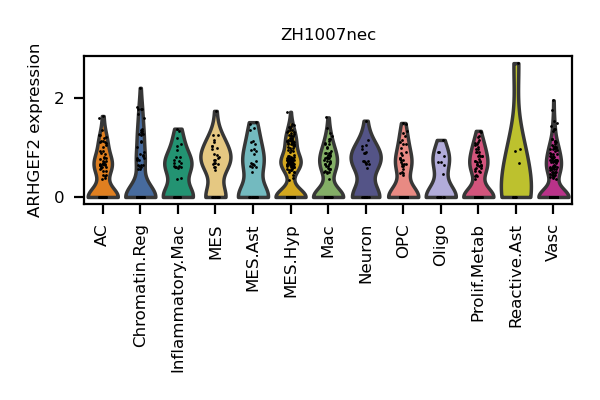 ZH1007nec
ARHGEF2 expression
2
0
AC
Chromatin.Reg
Inflammatory.Mac
MES
MES.Ast
MES.Hyp
Mac
Neuron
OPC
Oligo
Prolif.Metab
Reactive.Ast
Vasc